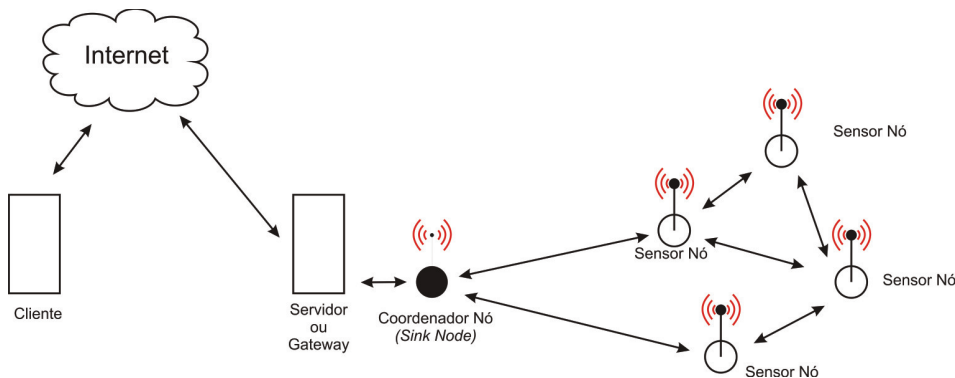 Internet
Cliente
Servidor
ou
Gateway
Coordenador Nó
(Sink Node)
Sensor Nó
Sensor Nó
Sensor Nó
Sensor Nó